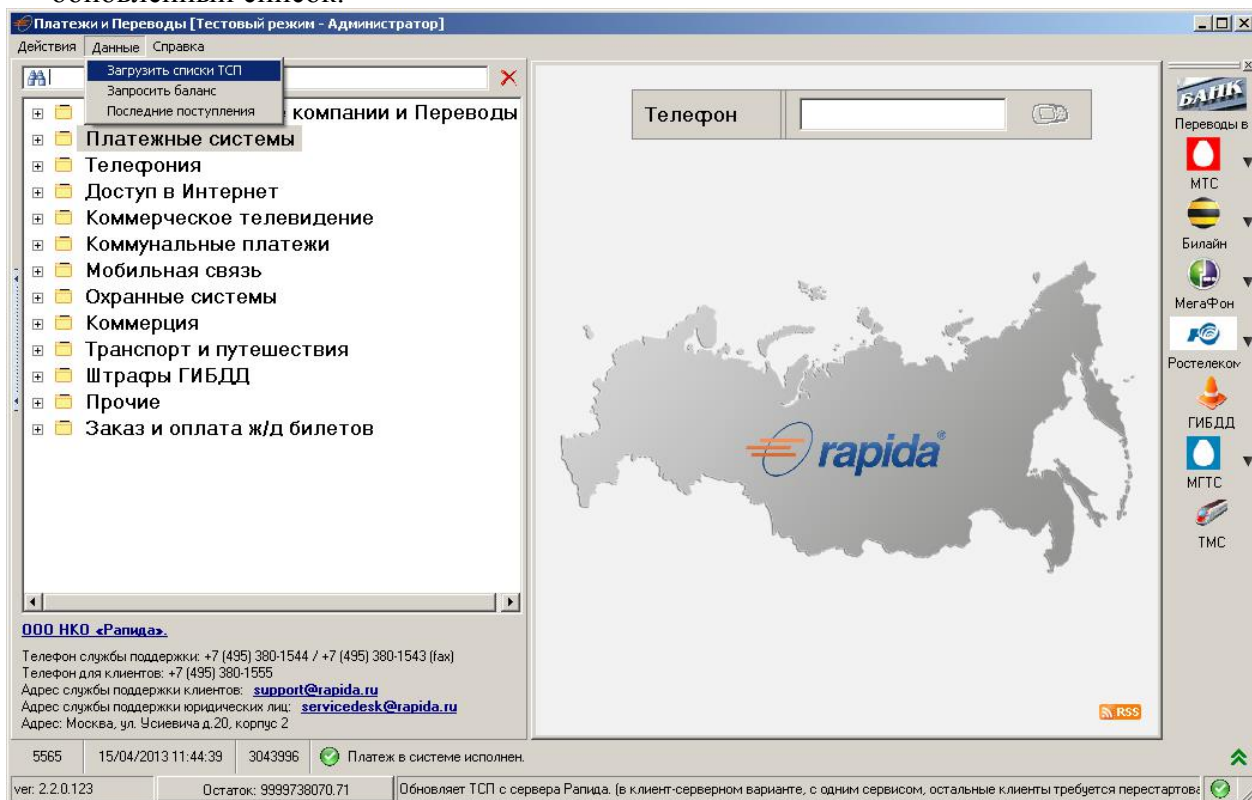 обновленный список.
Платежи и Переводы [Тестовый режим - Администратор]
Действия Данные Справка
Загрузить списки ТСП
Запросить баланс
Последние поступления
компании и Переводы
Платежные системы
Телефония
Доступ в Интернет
Коммерческое телевидение
Коммунальные платежи
Мобильная связь
Охранные системы
Коммерция
Транспорт и путешествия
Штрафы ГИБДД
Прочие
Заказ и оплата ж/д билетов
ООО НКО «Рапида».
Телефон службы поддержки: +7 (495) 380-1544 / +7 (495) 380-1543 (fax)
Телефон для клиентов: +7 (495) 380-1555
Адрес службы поддержки клиентов: support@rapida.ru
Адрес службы поддержки юридических лиц: servicedesk@rapida.ru
Адрес: Москва, ул. Усиевича д.20, корпус 2
Телефон
rapida®
RSS
БАНК
Переводы в
МТС
Билайн
МегаФон
Ростелеком
ГИБДД
МГТС
ТМС
5565 15/04/2013 11:44:39 3043996 Платеж в системе исполнен.
ver: 2.2.0.123 Остаток: 9999738070.71 Обновляет ТСП с сервера Рапида. (в клиент-серверном варианте, с одним сервисом, остальные клиенты требуется перестартова